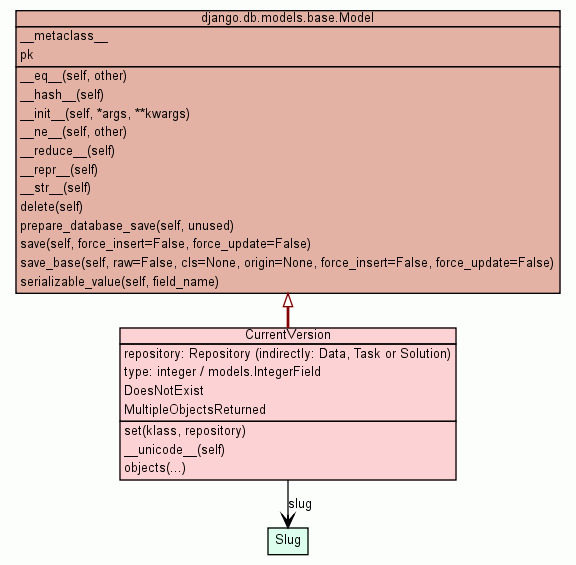 django.db.models.base.Model
__metaclass__
pk
__eq__(self, other)
__hash__(self)
__init__(self, *args, **kwargs)
__ne__(self, other)
__reduce__(self)
__repr__(self)
__str__(self)
delete(self)
prepare_database_save(self, unused)
save(self, force_insert=False, force_update=False)
save_base(self, raw=False, cls=None, origin=None, force_insert=False, force_update=False)
serializable_value(self, field_name)
CurrentVersion
repository: Repository (indirectly: Data, Task or Solution)
type: integer / models.IntegerField
DoesNotExist
MultipleObjectsReturned
set(klass, repository)
__unicode__(self)
objects(...)
slug
Slug